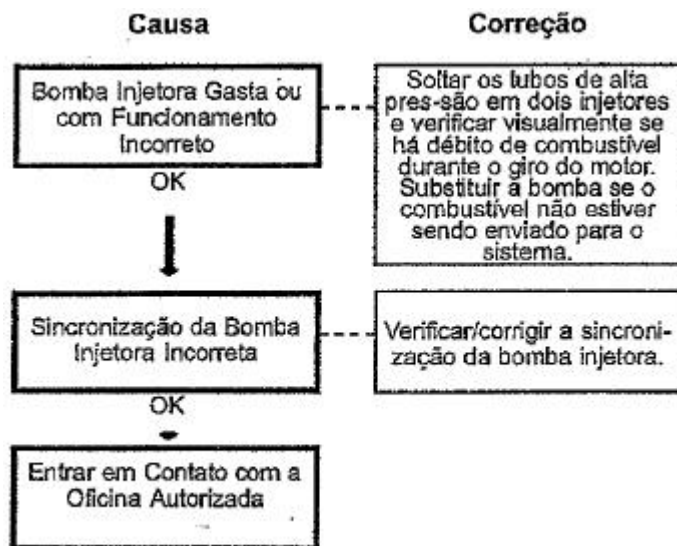 Causa
Correção
Bomba Injetora Gasta ou
com Funcionamento
Incorreto
OK
Soltar os tubos de alta
pres-são em dois injetores
e verificar visualmente se
há débito de combustível
durante o giro do motor.
Substituir a bomba se o
combustível não estiver
sendo enviado para o
sistema.
Sincronização da Bomba
Injetora Incorreta
OK
Verificar/corrigir a sincroni-
zação da bomba injetora.
Entrar em Contato com a
Oficina Autorizada